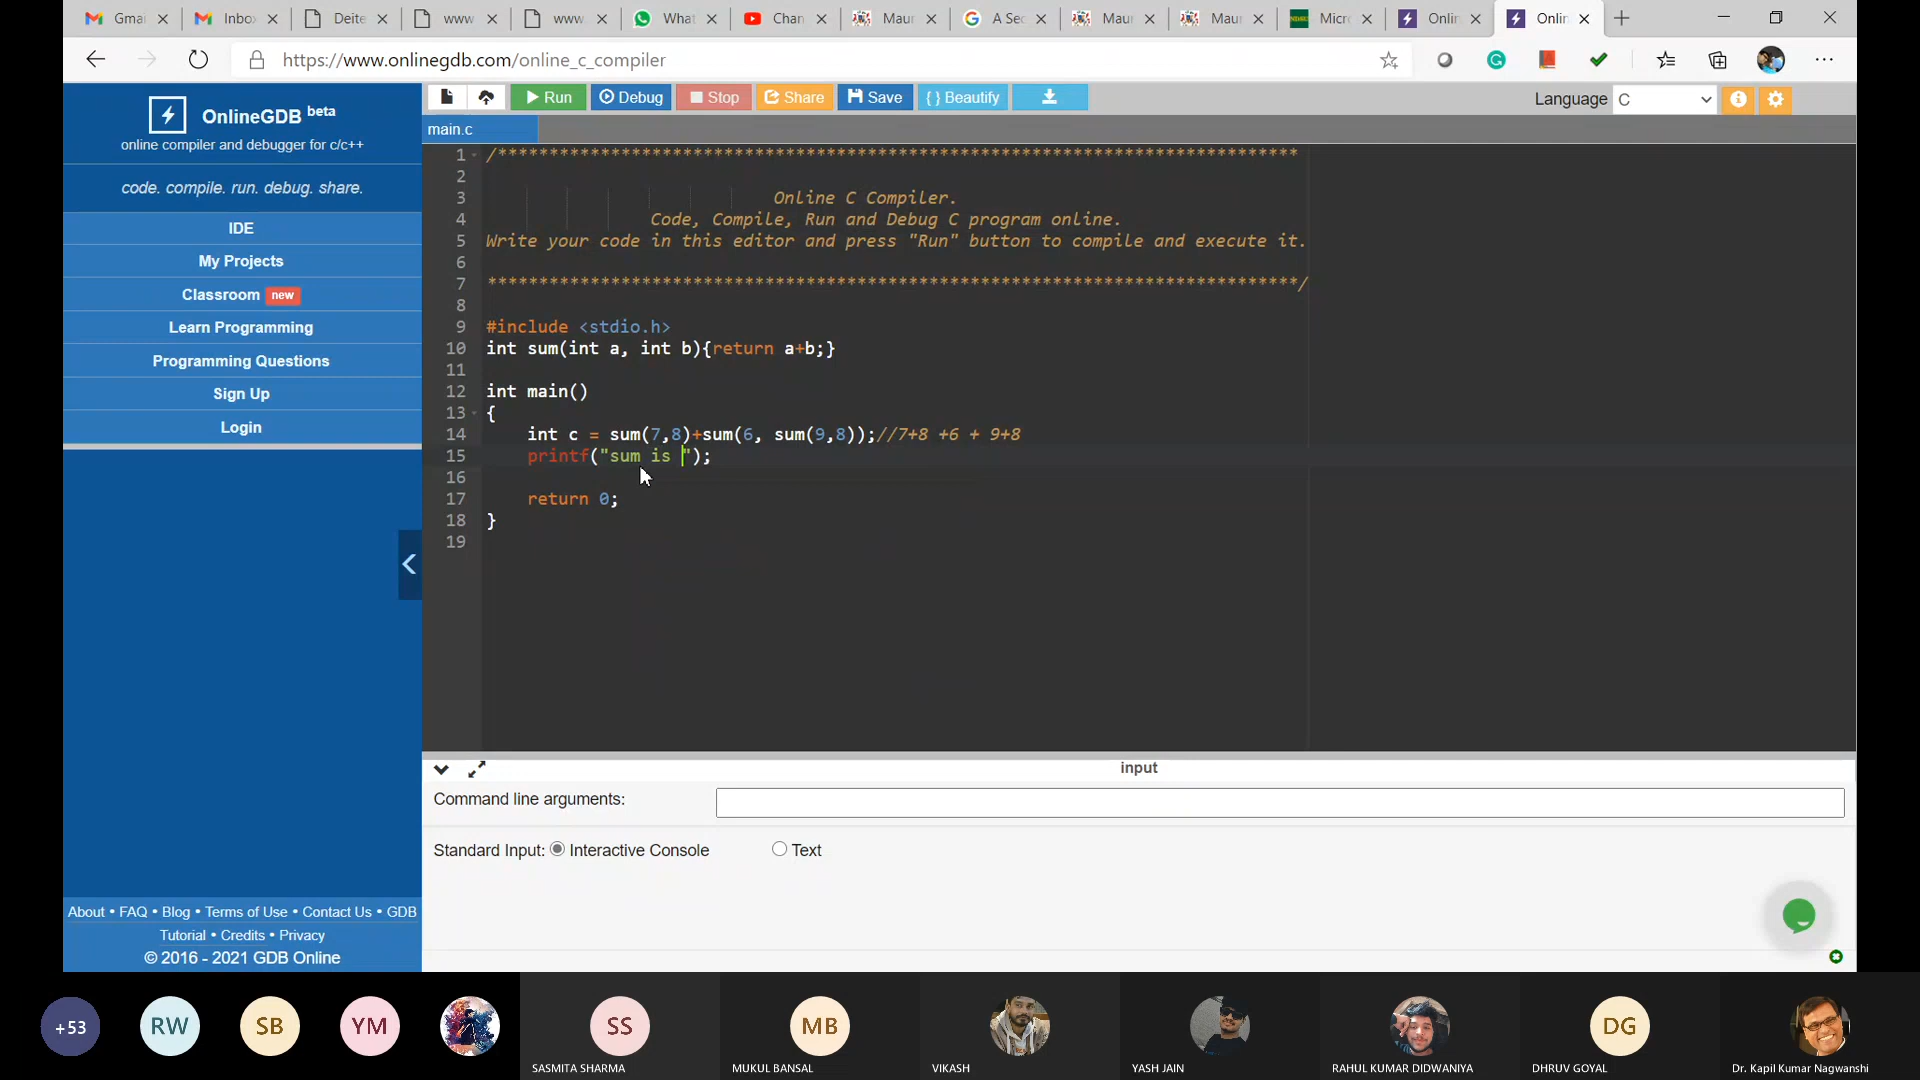 Gmai
Inbo
Deite
www
www.
What
Chan
Maur
A Sec
Maur
Maur
Micr
Onlir
Onlir
https://www.onlinegdb.com/online_c_compiler
OnlineGDB beta
online compiler and debugger for c/c++
code. compile. run. debug. share.
IDE
My Projects
Classroom new
Learn Programming
Programming Questions
Sign Up
Login
About • FAQ • Blog • Terms of Use • Contact Us • GDB
Tutorial • Credits • Privacy
© 2016 - 2021 GDB Online
Run Debug Stop Share Save { } Beautify
Language C
main.c
1 /******************************************************************************
2
3 Online C Compiler.
4 Code, Compile, Run and Debug C program online.
5 Write your code in this editor and press "Run" button to compile and execute it.
6
7 *******************************************************************************/
8
9 #include <stdio.h>
10 int sum(int a, int b){return a+b;}
11
12 int main()
13 {
14 int c = sum(7,8)+sum(6, sum(9,8));//7+8 +6 + 9+8
15 printf("sum is ");
16
17 return 0;
18 }
19
input
Command line arguments:
Standard Input: Interactive Console Text
+53
RW
SB
YM
SS
SASMITA SHARMA
MB
MUKUL BANSAL
VIKASH
YASH JAIN
RAHUL KUMAR DIDWANIYA
DG
DHRUV GOYAL
Dr. Kapil Kumar Nagwanshi